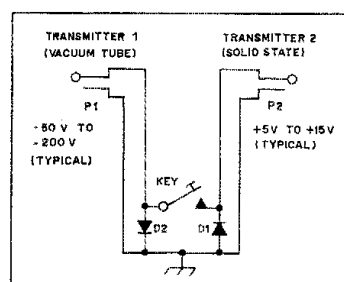 TRANSMITTER 1
(VACUUM TUBE)
TRANSMITTER 2
(SOLID STATE)
P1
P2
-50 V TO
-200 V
(TYPICAL)
+5V TO +15V
(TYPICAL)
KEY
D2
D1